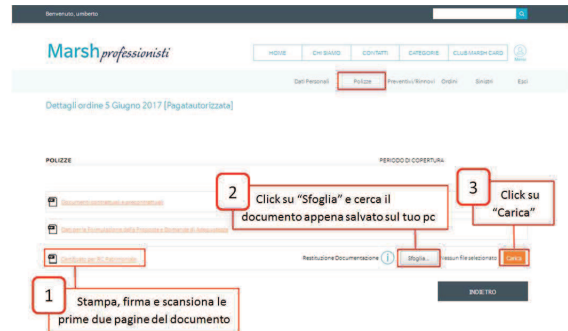 Benvenuto, umberto
Marsh professionisti
HOME CHI SIAMO CONTATTI CATEGORIE CLUB MARSH CARD
Dati Personali Polizze Preventivi/Rinnovi Ordini Sinistri Esci
Dettagli ordine 5 Giugno 2017 [Pagatautorizzata]
POLIZZE PERIODO DI COPERTURA
2 Click su "Sfoglia" e cerca il
documento appena salvato sul tuo pc
3 Click su
"Carica"
Documenti contrattuali e precontrattuali
Certificato per RC Patrimoniale
Restituzione Documentazione i Sfoglia... nessun file selezionato Carica
INDIETRO
1 Stampa, firma e scansiona le
prime due pagine del documento